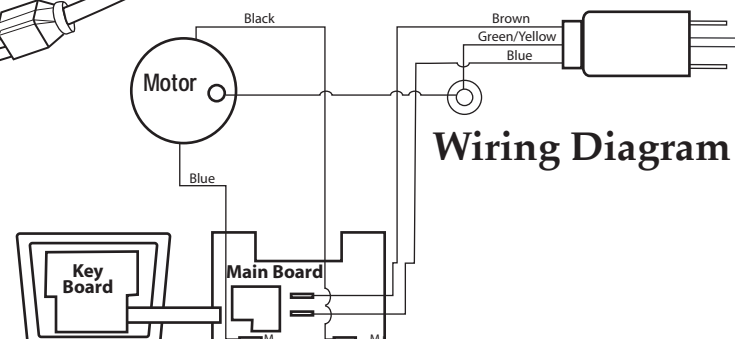 Black
Brown
Green/Yellow
Blue
Motor
Wiring Diagram
Blue
Key
Board
Main Board
M
M